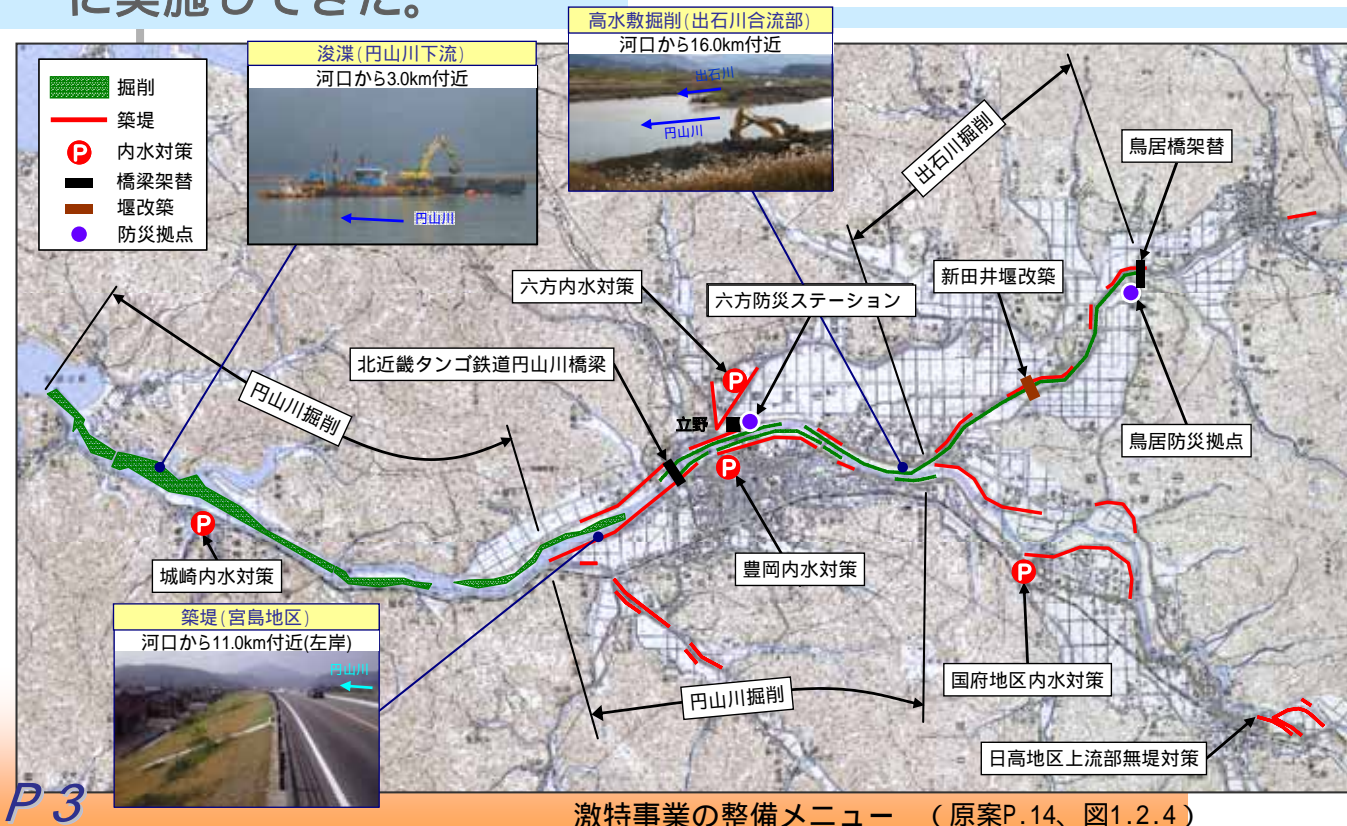 に実施してきた。
浚渫(円山川下流)
河口から3.0km付近
円山川
高水敷掘削(出石川合流部)
河口から16.0km付近
出石川
円山川
掘削
築堤
P 内水対策
橋梁架替
堰改築
防災拠点
出石川掘削
鳥居橋架替
新田井堰改築
六方内水対策
六方防災ステーション
北近畿タンゴ鉄道円山川橋梁
円山川掘削
P
立野
P
鳥居防災拠点
P
城崎内水対策
豊岡内水対策
P
築堤(宮島地区)
河口から11.0km付近(左岸)
円山川
国府地区内水対策
円山川掘削
日高地区上流部無堤対策
P3
激特事業の整備メニュー (原案P.14、図1.2.4)